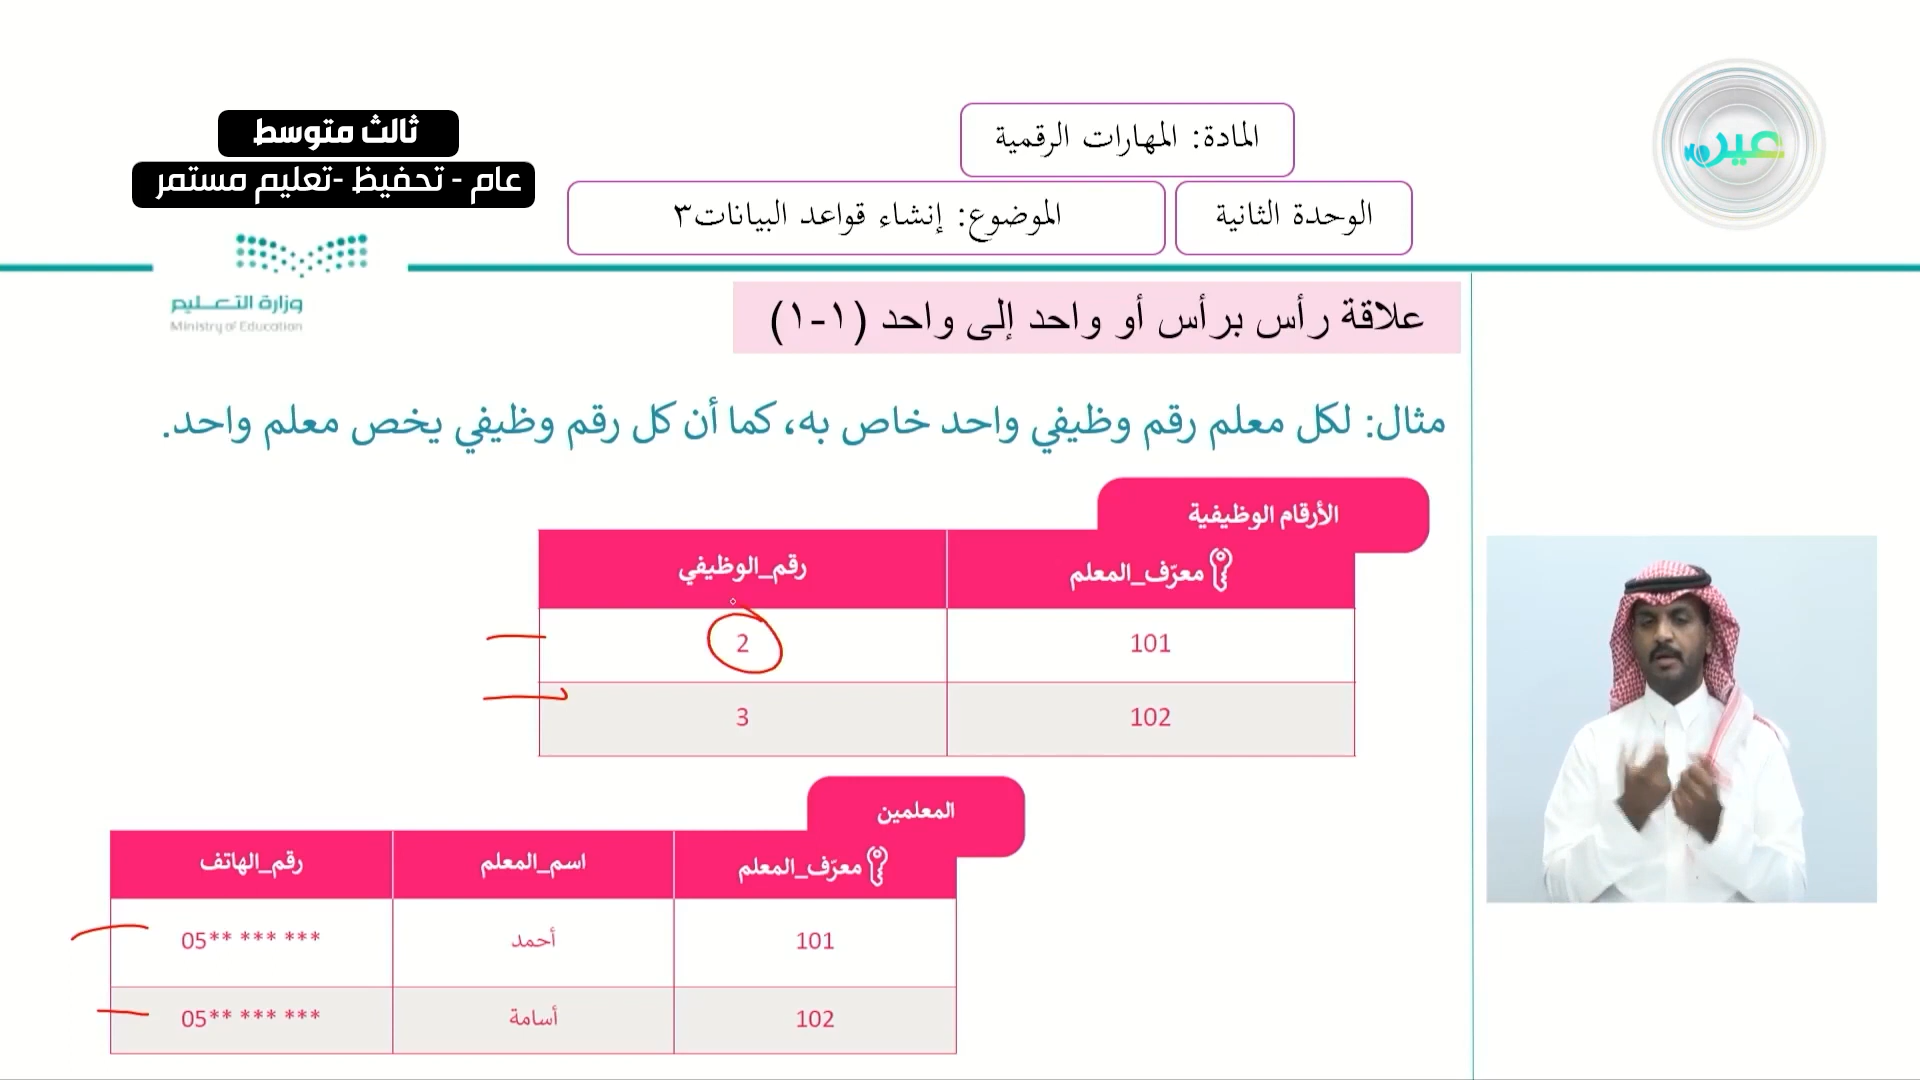 ثالث متوسط
عام - تحفيظ -تعليم مستمر
المادة: المهارات الرقمية
الوحدة الثانية
الموضوع: إنشاء قواعد البيانات٣
عين
وزارة التعـــليم
Ministry of Education
علاقة رأس برأس أو واحد إلى واحد (١-١)
مثال: لكل معلم رقم وظيفي واحد خاص به، كما أن كل رقم وظيفي يخص معلم واحد.
الأرقام الوظيفية
معرّف_المعلم رقم_الوظيفي
101 2
102 3
المعلمين
معرّف_المعلم اسم_المعلم رقم_الهاتف
101 أحمد 05** *** ***
102 أسامة 05** *** ***